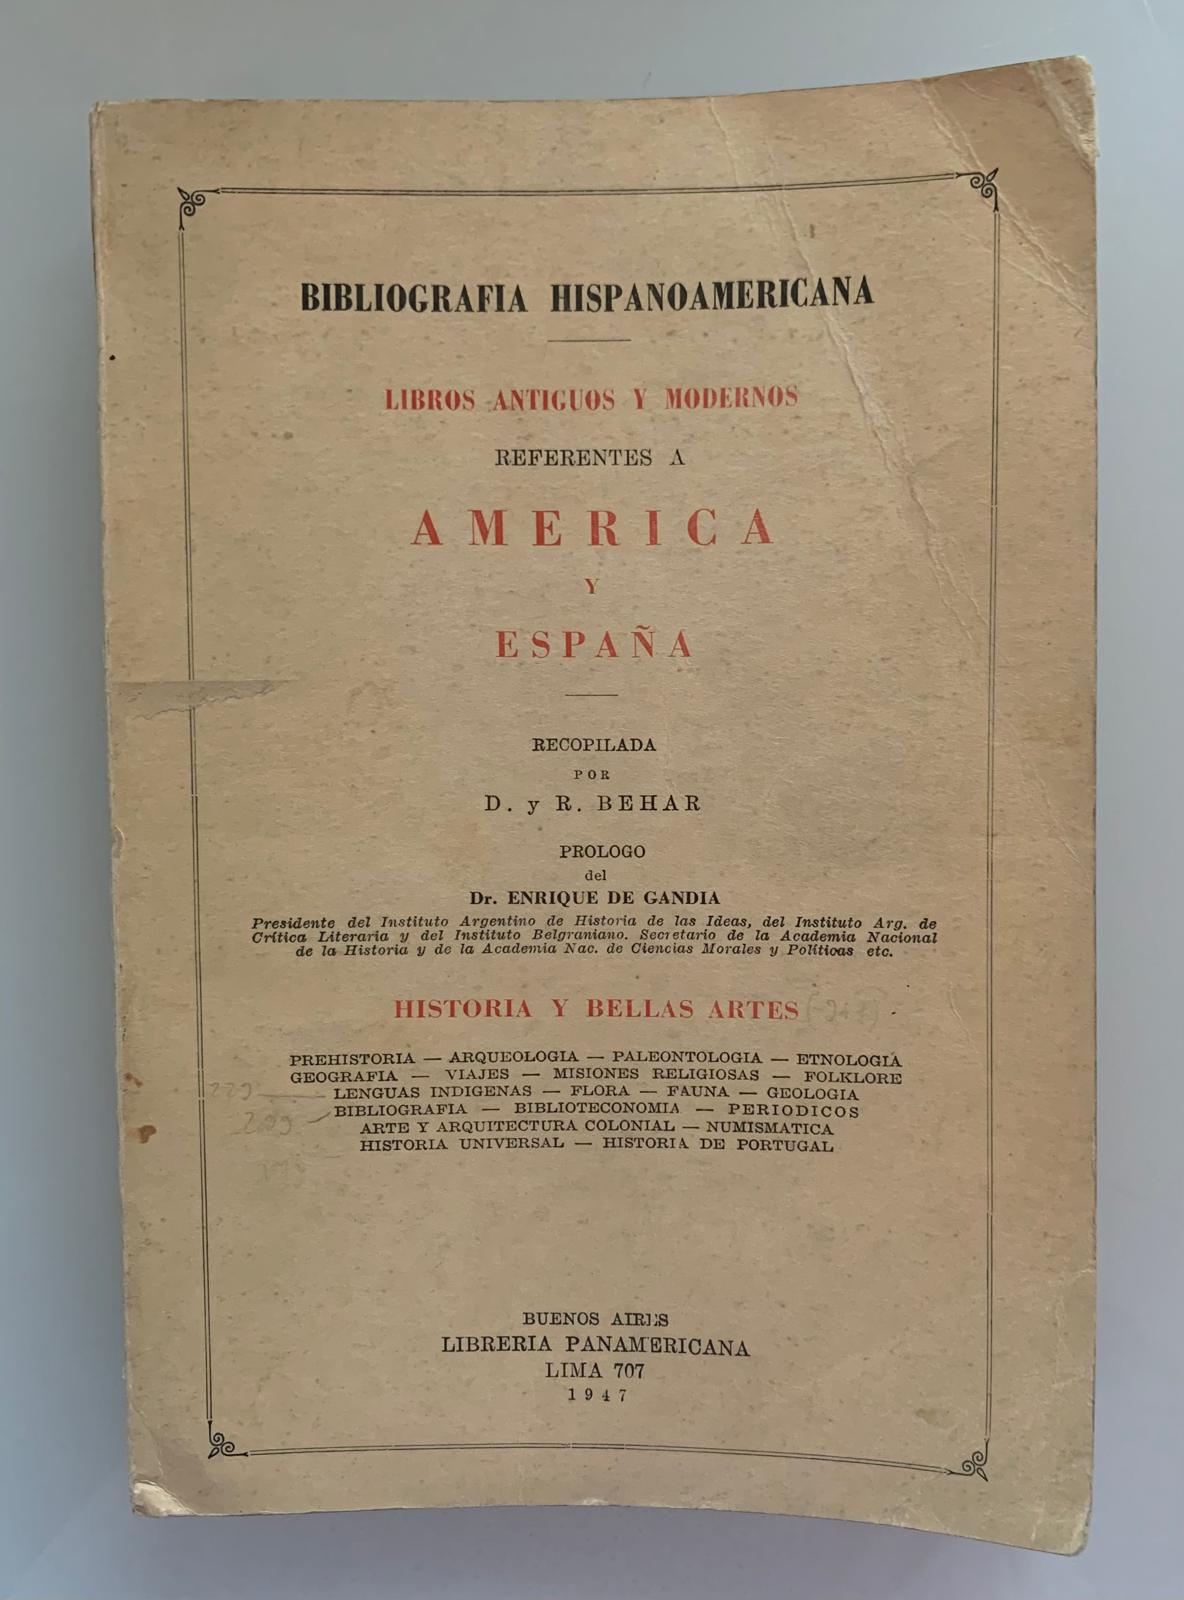 BIBLIOGRAFIA HISPANOAMERICANA
LIBROS ANTIGUOS Y MODERNOS
REFERENTES A
AMERICA
Y
ESPAÑA
RECOPILADA
POR
D. y R. BEHAR
PROLOGO
del
Dr. ENRIQUE DE GANDIA
Presidente del Instituto Argentino de Historia de las Ideas, del Instituto Arg. de
Crítica Literaria y del Instituto Belgraniano. Secretario de la Academia Nacional
de la Historia y de la Academia Nac. de Ciencias Morales y Políticas etc.
HISTORIA Y BELLAS ARTES
PREHISTORIA — ARQUEOLOGIA — PALEONTOLOGIA — ETNOLOGIA
GEOGRAFIA — VIAJES — MISIONES RELIGIOSAS — FOLKLORE
LENGUAS INDIGENAS — FLORA — FAUNA — GEOLOGIA
BIBLIOGRAFIA — BIBLIOTECONOMIA — PERIODICOS
ARTE Y ARQUITECTURA COLONIAL — NUMISMATICA
HISTORIA UNIVERSAL — HISTORIA DE PORTUGAL
BUENOS AIRES
LIBRERIA PANAMERICANA
LIMA 707
1947